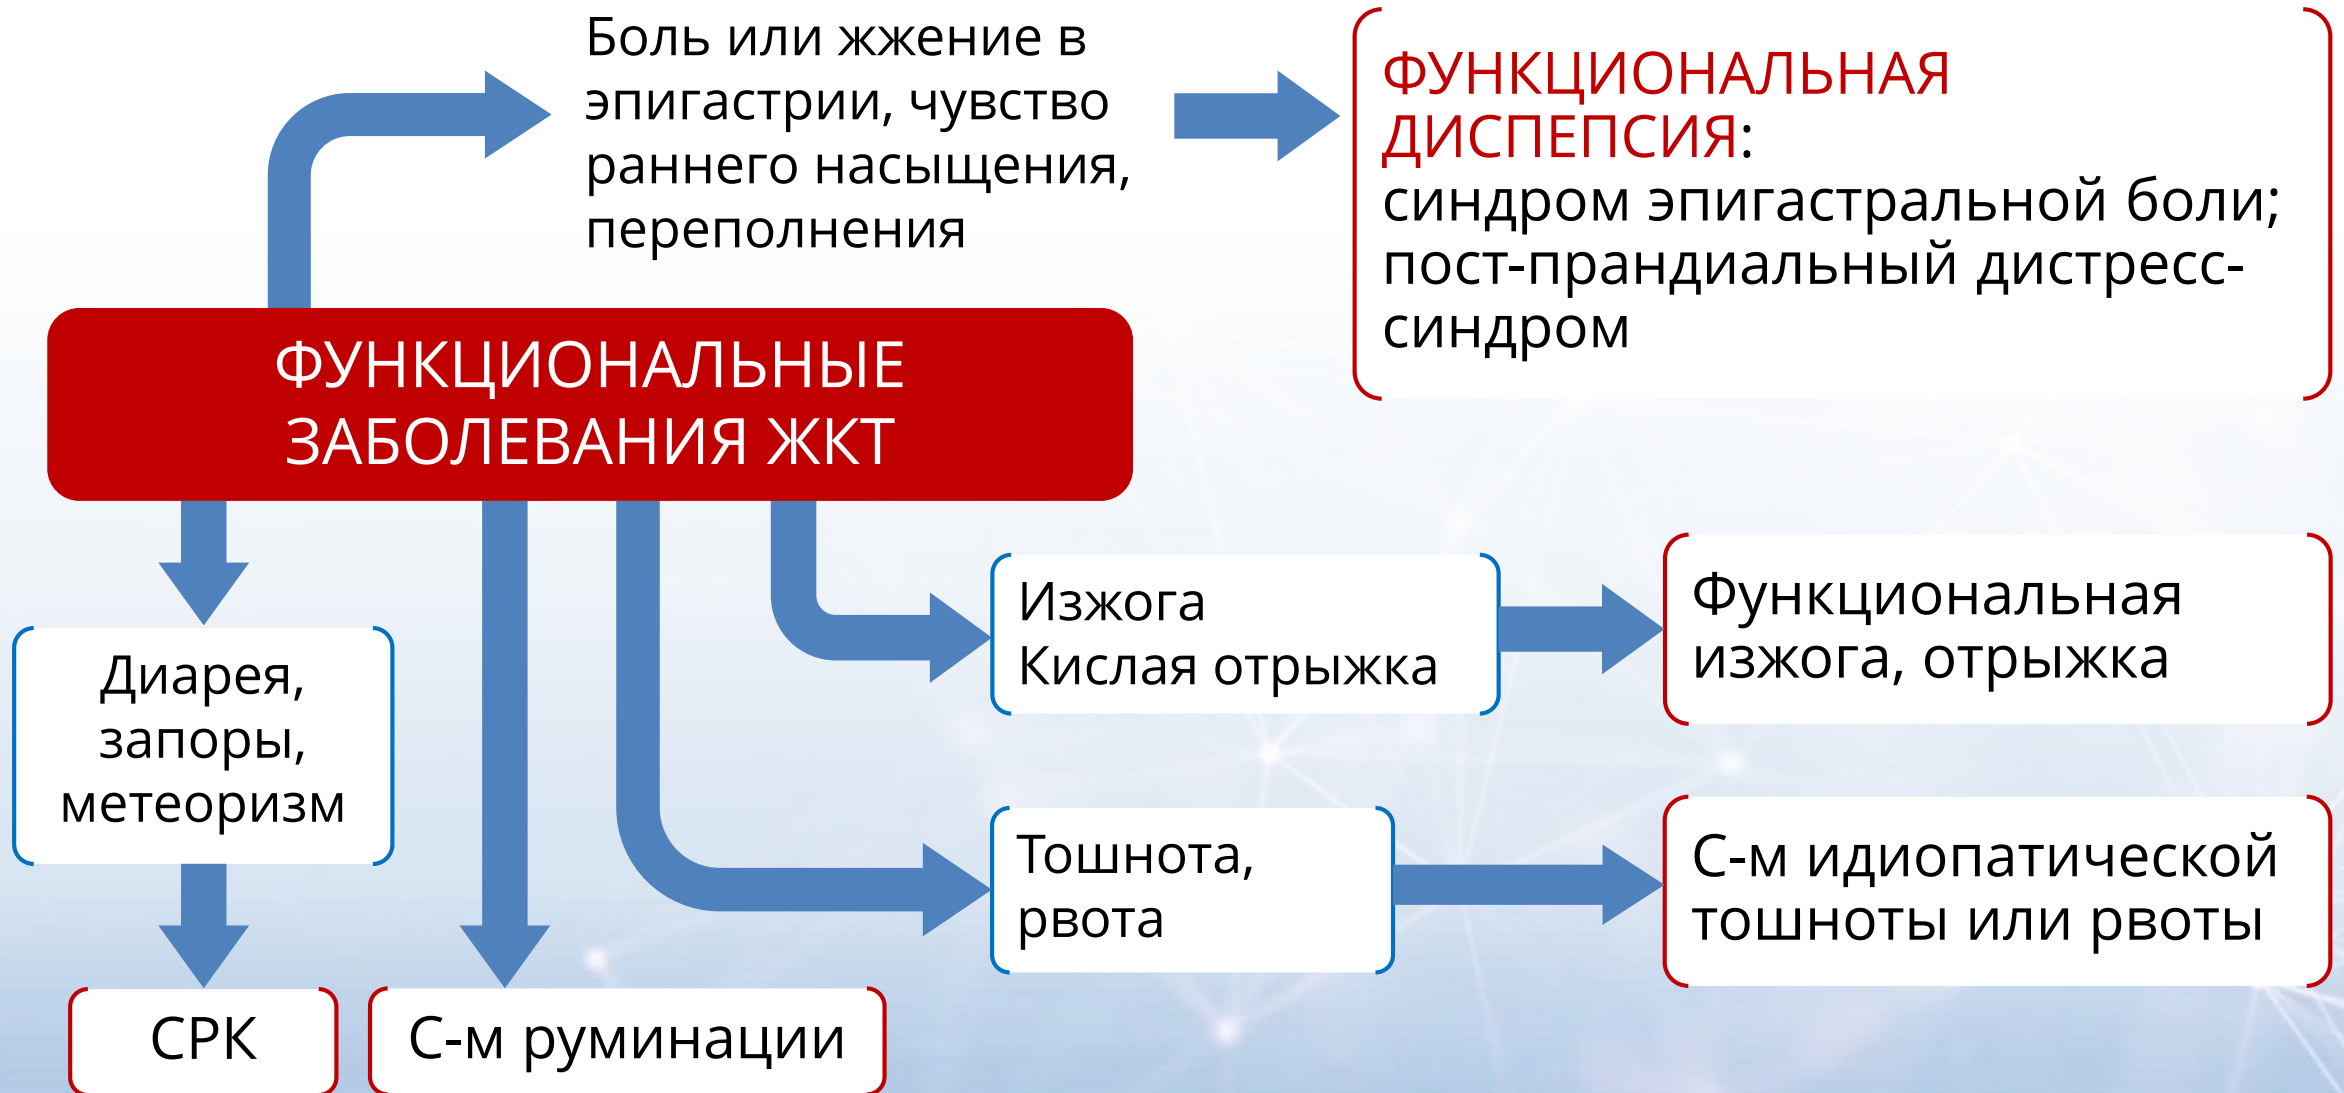 Боль или жжение в
эпигастрии, чувство
раннего насыщения,
переполнения
ФУНКЦИОНАЛЬНАЯ
ДИСПЕПСИЯ:
синдром эпигастральной боли;
пост-прандиальный дистресс-
синдром
ФУНКЦИОНАЛЬНЫЕ
ЗАБОЛЕВАНИЯ ЖКТ
Изжога
Кислая отрыжка
Функциональная
изжога, отрыжка
Диарея,
запоры,
метеоризм
Тошнота,
рвота
С-м идиопатической
тошноты или рвоты
СРК
С-м руминации